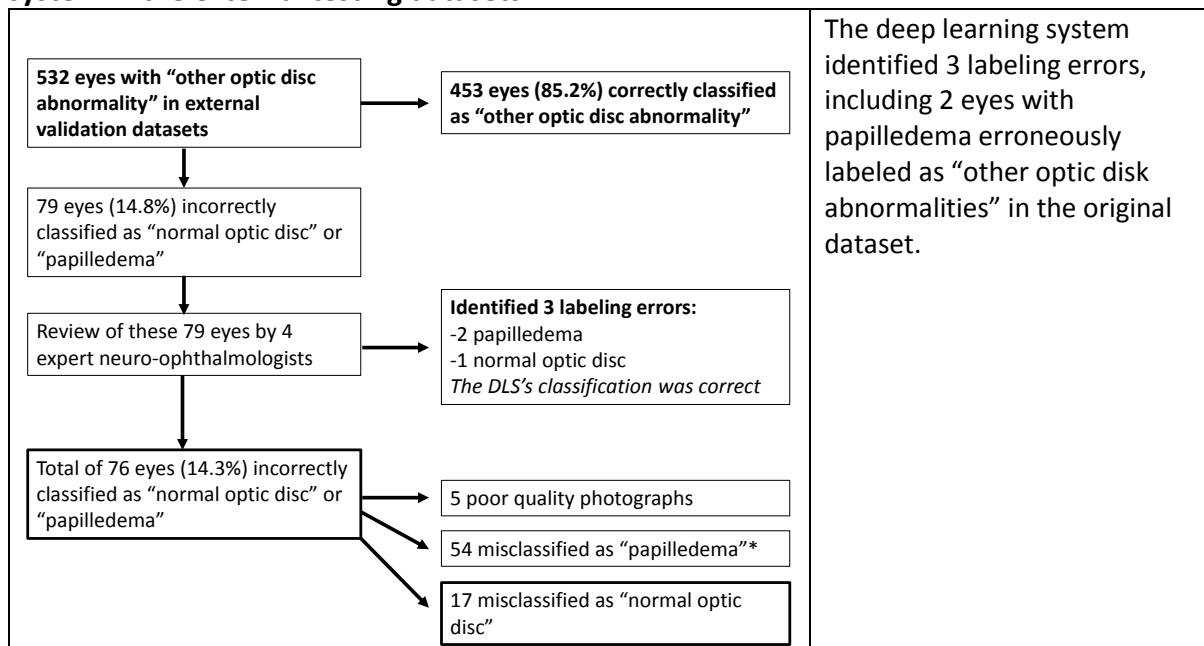 532 eyes with “other optic disc
abnormality” in external
validation datasets
453 eyes (85.2%) correctly classified
as “other optic disc abnormality”
79 eyes (14.8%) incorrectly
classified as “normal optic disc” or
“papilledema”
Review of these 79 eyes by 4
expert neuro-ophthalmologists
Identified 3 labeling errors:
-2 papilledema
-1 normal optic disc
The DLS’s classification was correct
Total of 76 eyes (14.3%) incorrectly
classified as “normal optic disc” or
“papilledema”
5 poor quality photographs
54 misclassified as “papilledema”*
17 misclassified as “normal optic
disc”
The deep learning system
identified 3 labeling errors,
including 2 eyes with
papilledema erroneously
labeled as “other optic disk
abnormalities” in the original
dataset.